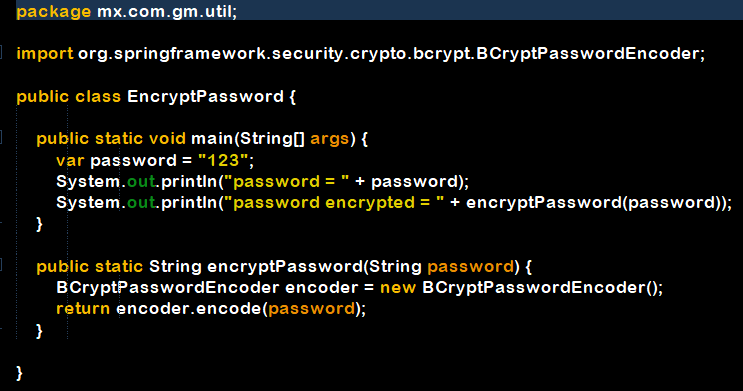 package mx.com.gm.util;
import org.springframework.security.crypto.bcrypt.BCryptPasswordEncoder;
public class EncryptPassword {
public static void main(String[] args) {
var password = "123";
System.out.println("password = " + password);
System.out.println("password encrypted = " + encryptPassword(password));
}
public static String encryptPassword(String password) {
BCryptPasswordEncoder encoder = new BCryptPasswordEncoder();
return encoder.encode(password);
}
}